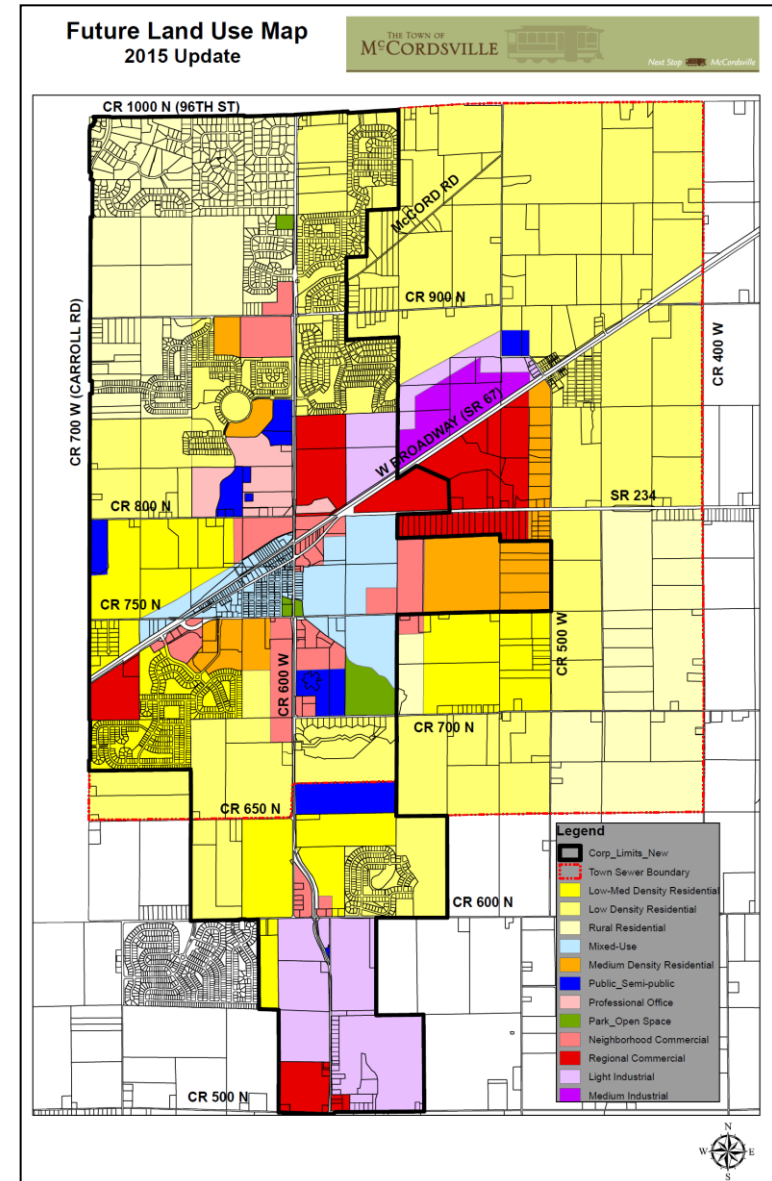 Future Land Use Map
2015 Update
THE TOWN OF
McCORDSVILLE
Next Stop McCordsville
CR 1000 N (96TH ST)
McCORD RD
CR 900 N
CR 400 W
CR 700 W (CARROLL RD)
W BROADWAY (SR 67)
CR 800 N
SR 234
CR 750 N
CR 500 W
CR 600 W
CR 700 N
CR 650 N
CR 600 N
CR 500 N
Legend
Corp_Limits_New
Town Sewer Boundary
Low-Med Density Residential
Low Density Residential
Rural Residential
Mixed-Use
Medium Density Residential
Public_Semi-public
Professional Office
Park_Open Space
Neighborhood Commercial
Regional Commercial
Light Industrial
Medium Industrial
N
W E
S